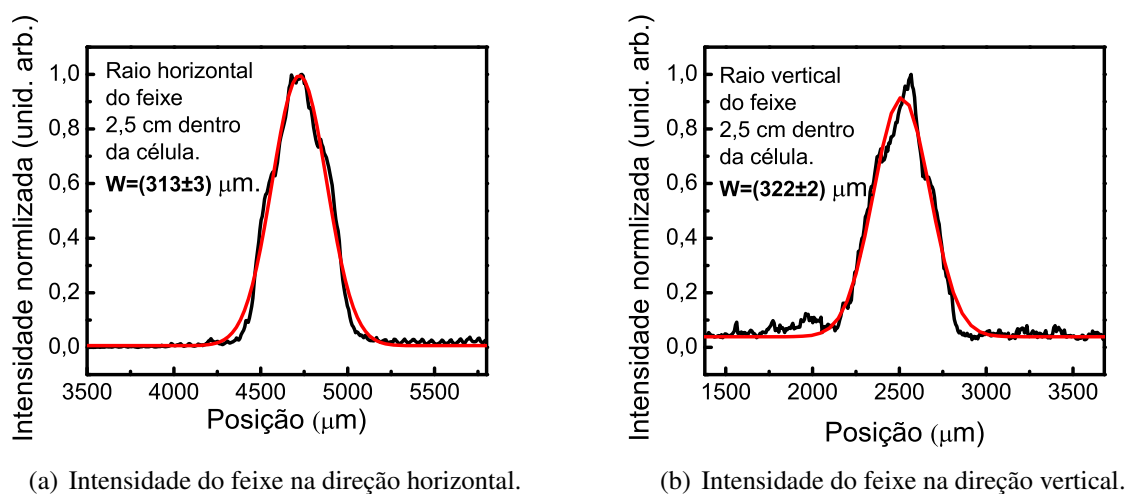 Intensidade normlizada (unid. arb.)
1,0
0,8
0,6
0,4
0,2
0,0
Raio horizontal
do feixe
2,5 cm dentro
da célula.
W=(313±3) μm.
3500 4000 4500 5000 5500
Posição (μm)
(a) Intensidade do feixe na direção horizontal.
Intensidade normlizada (unid. arb.)
1,0
0,8
0,6
0,4
0,2
0,0
Raio vertical
do feixe
2,5 cm dentro
da célula.
W=(322±2) μm
2000 2500 3000 3500
Posição (μm)
(b) Intensidade do feixe na direção vertical.